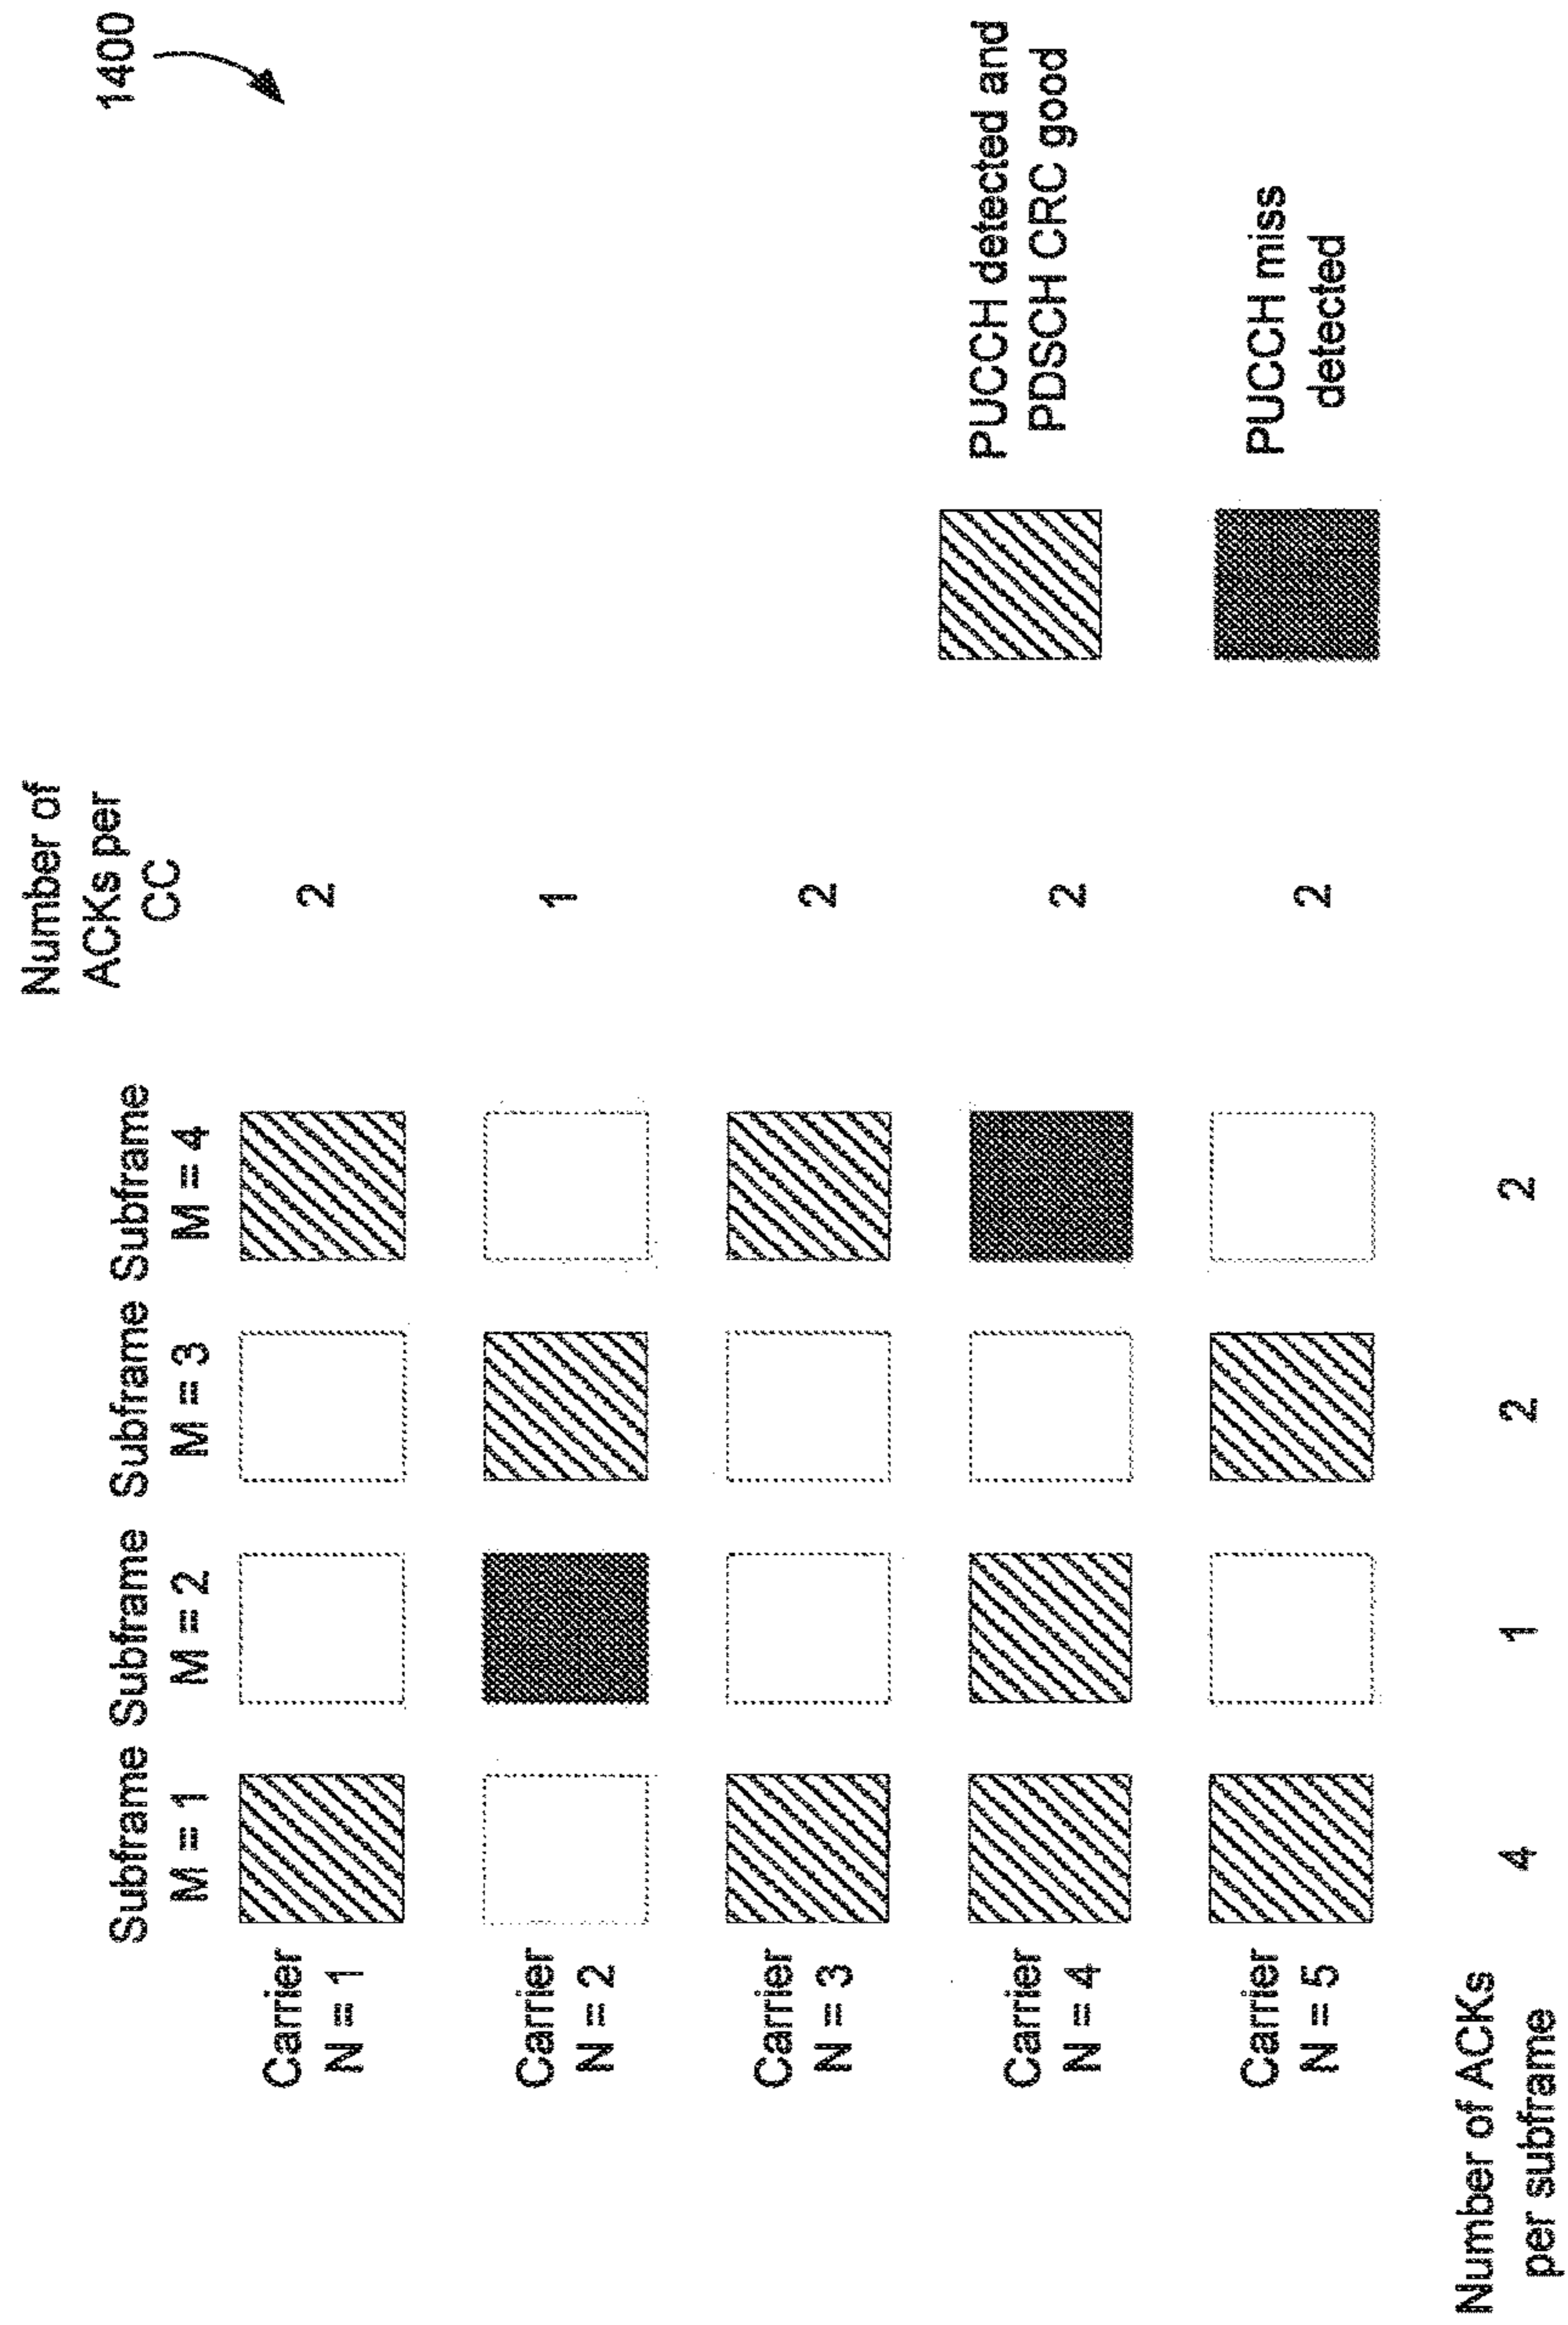 1400
Number of
ACKs per
CC
Subframe Subframe Subframe Subframe
M = 1 M = 2 M = 3 M = 4
Carrier
N = 1
2
Carrier
N = 2
1
Carrier
N = 3
2
Carrier
N = 4
2
Carrier
N = 5
2
Number of ACKs
per subframe
4 1 2 2
PUCCH detected and
PDSCH CRC good
PUCCH miss
detected